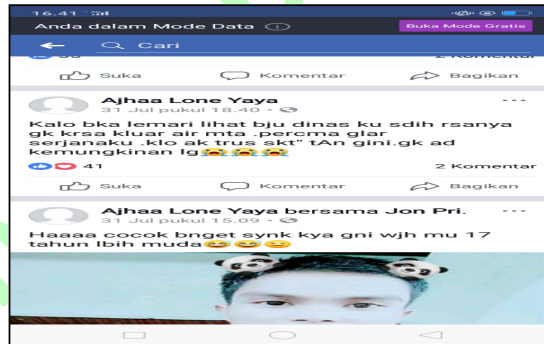 16.41
Anda dalam Mode Data
Buka Mode Gratis
Cari
2 Komentar
Suka Komentar Bagikan
Ajhaa Lone Yaya
31 Jul pukul 18.40
Kalo bka lemari lihat bju dinas ku sdih rsanya
gk krsa kluar air mta .percma glar
serjanaku .klo ak trus skt" tAn gini.gk ad
kemungkinan lg😭😭😭
41 2 Komentar
Suka Komentar Bagikan
Ajhaa Lone Yaya bersama Jon Pri.
31 Jul pukul 15.09
Haaaa cocok bnget synk kya gni wjh mu 17
tahun lbih muda😅😅😄